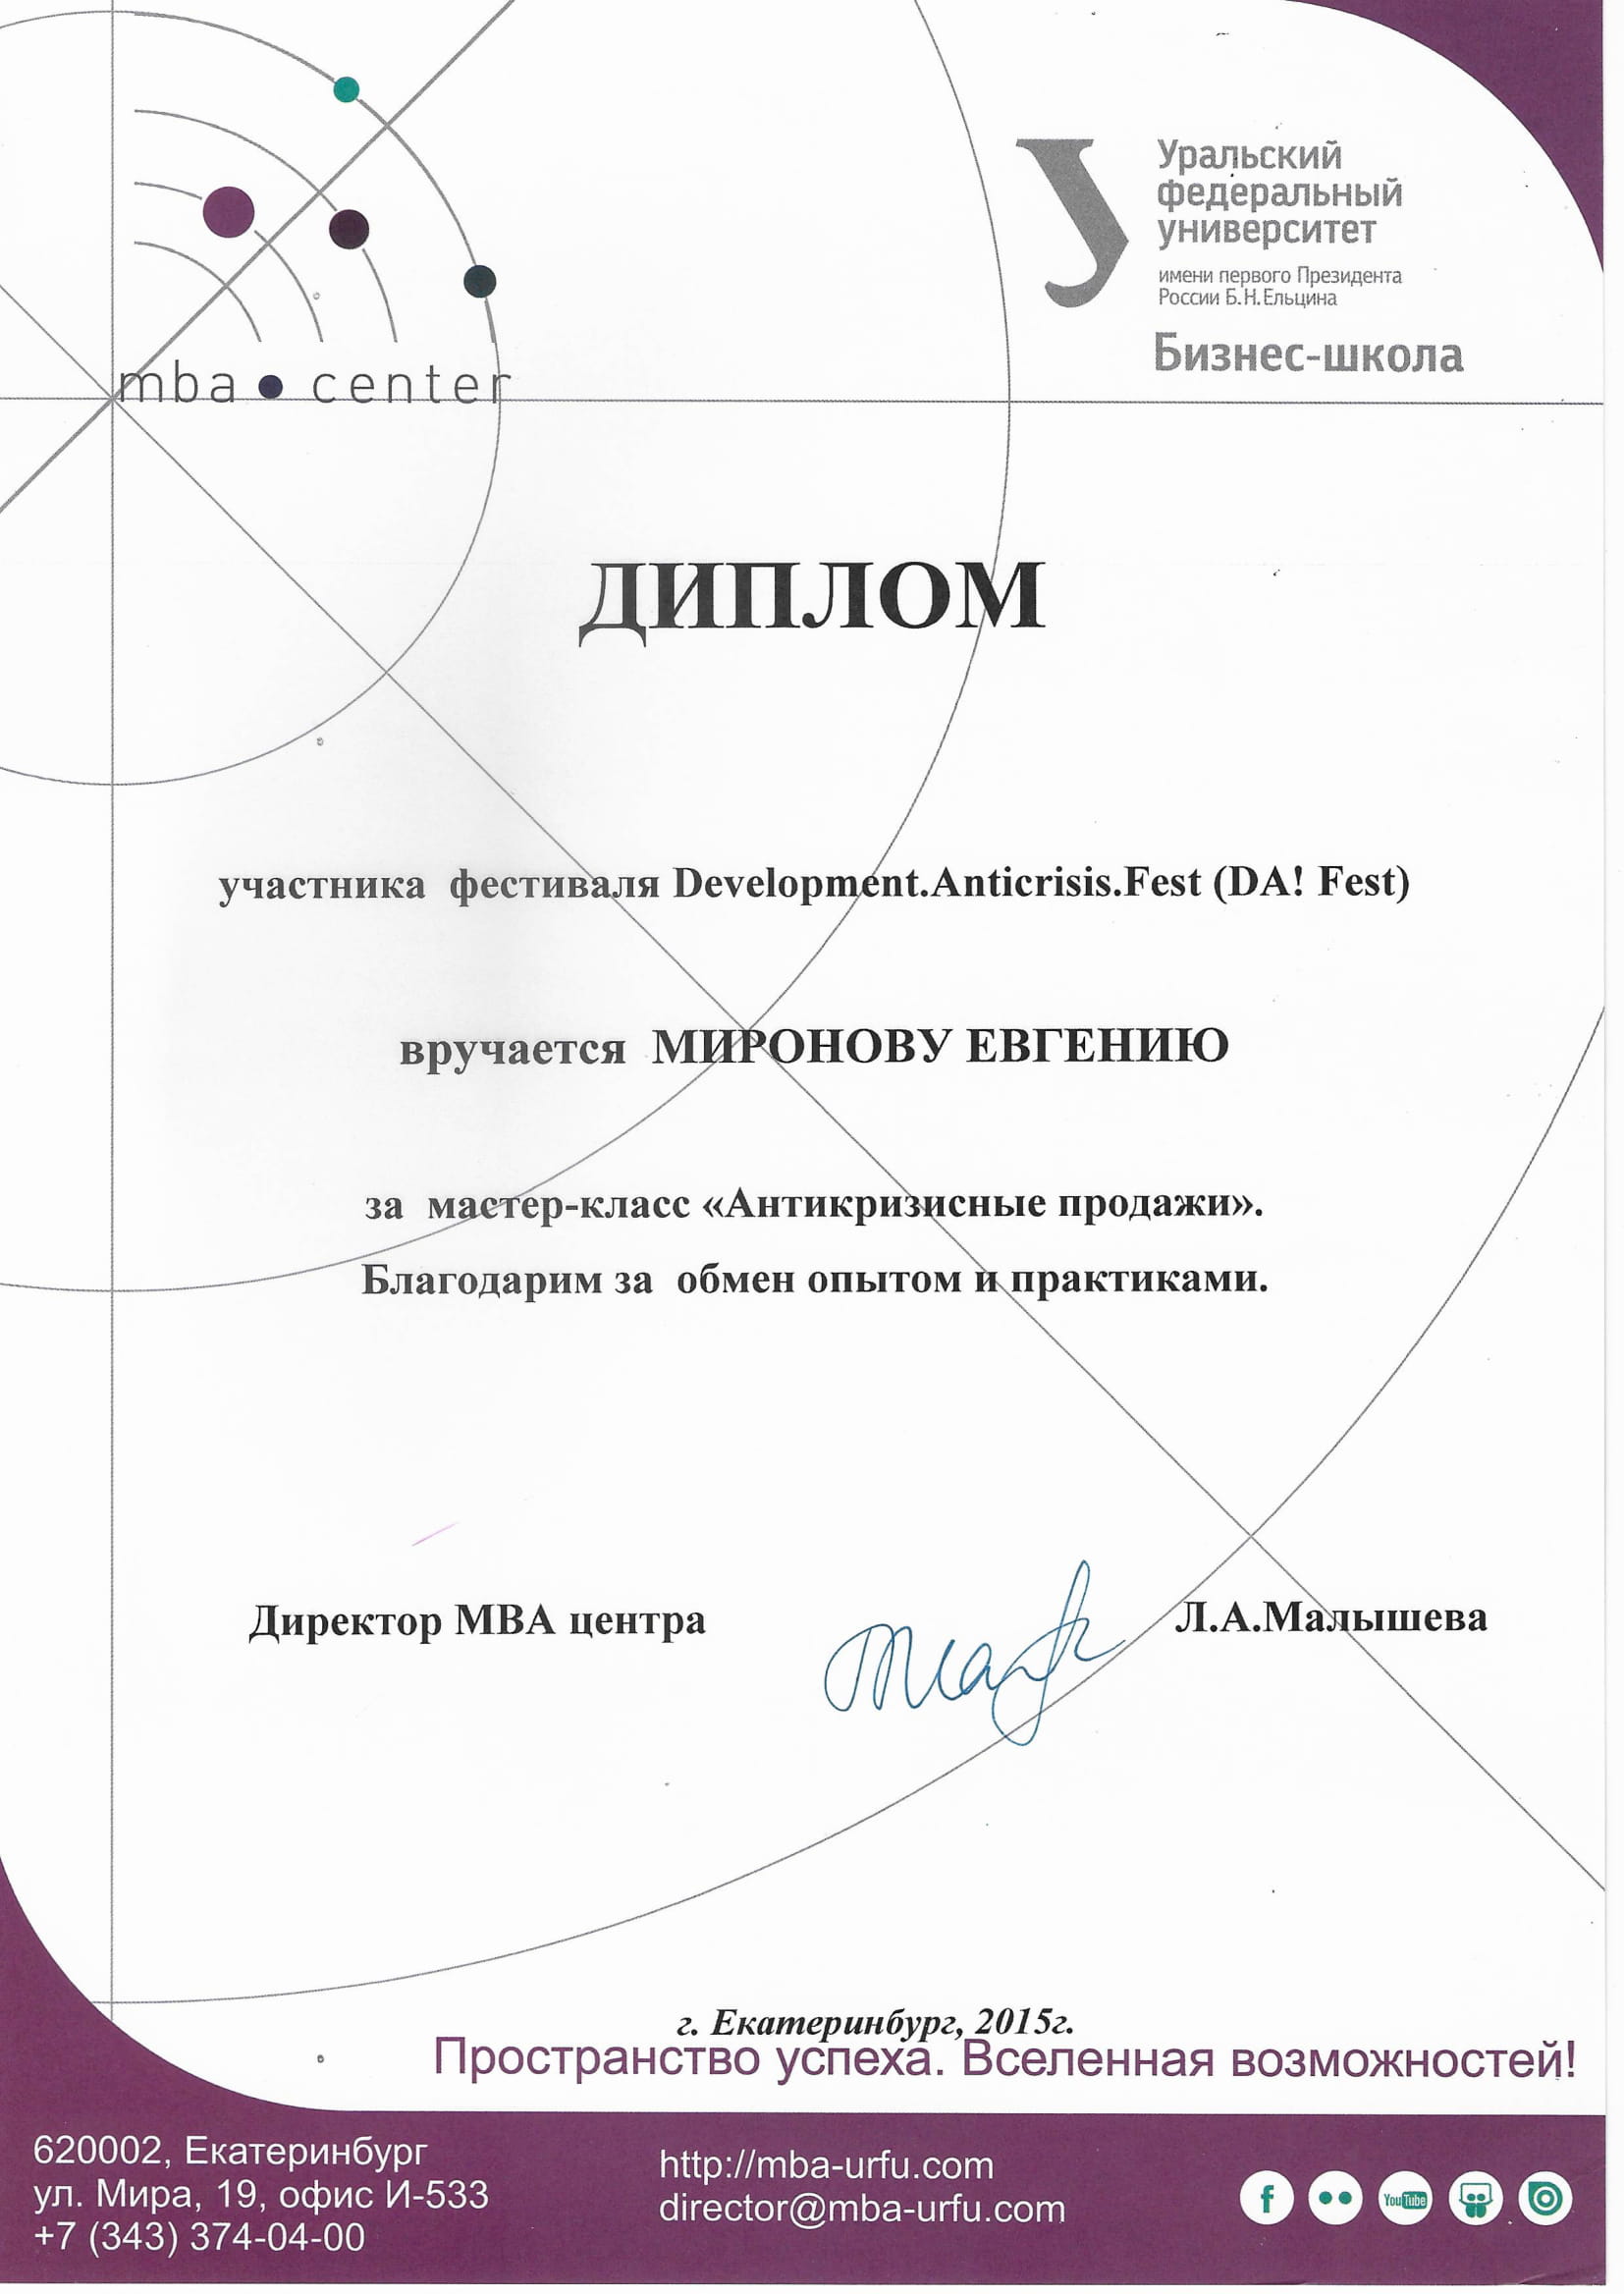 mba center
Уральский
федеральный
университет
имени первого Президента
России Б.Н.Ельцина
Бизнес-школа
ДИПЛОМ
участника фестиваля Development.Anticrisis.Fest (DA! Fest)
вручается МИРОНОВУ ЕВГЕНИЮ
за мастер-класс «Антикризисные продажи».
Благодарим за обмен опытом и практиками.
Директор МВА центра
Л.А.Малышева
г. Екатеринбург, 2015г.
Пространство успеха. Вселенная возможностей!
620002, Екатеринбург
ул. Мира, 19, офис И-533
+7 (343) 374-04-00
http://mba-urfu.com
director@mba-urfu.com
YouTube